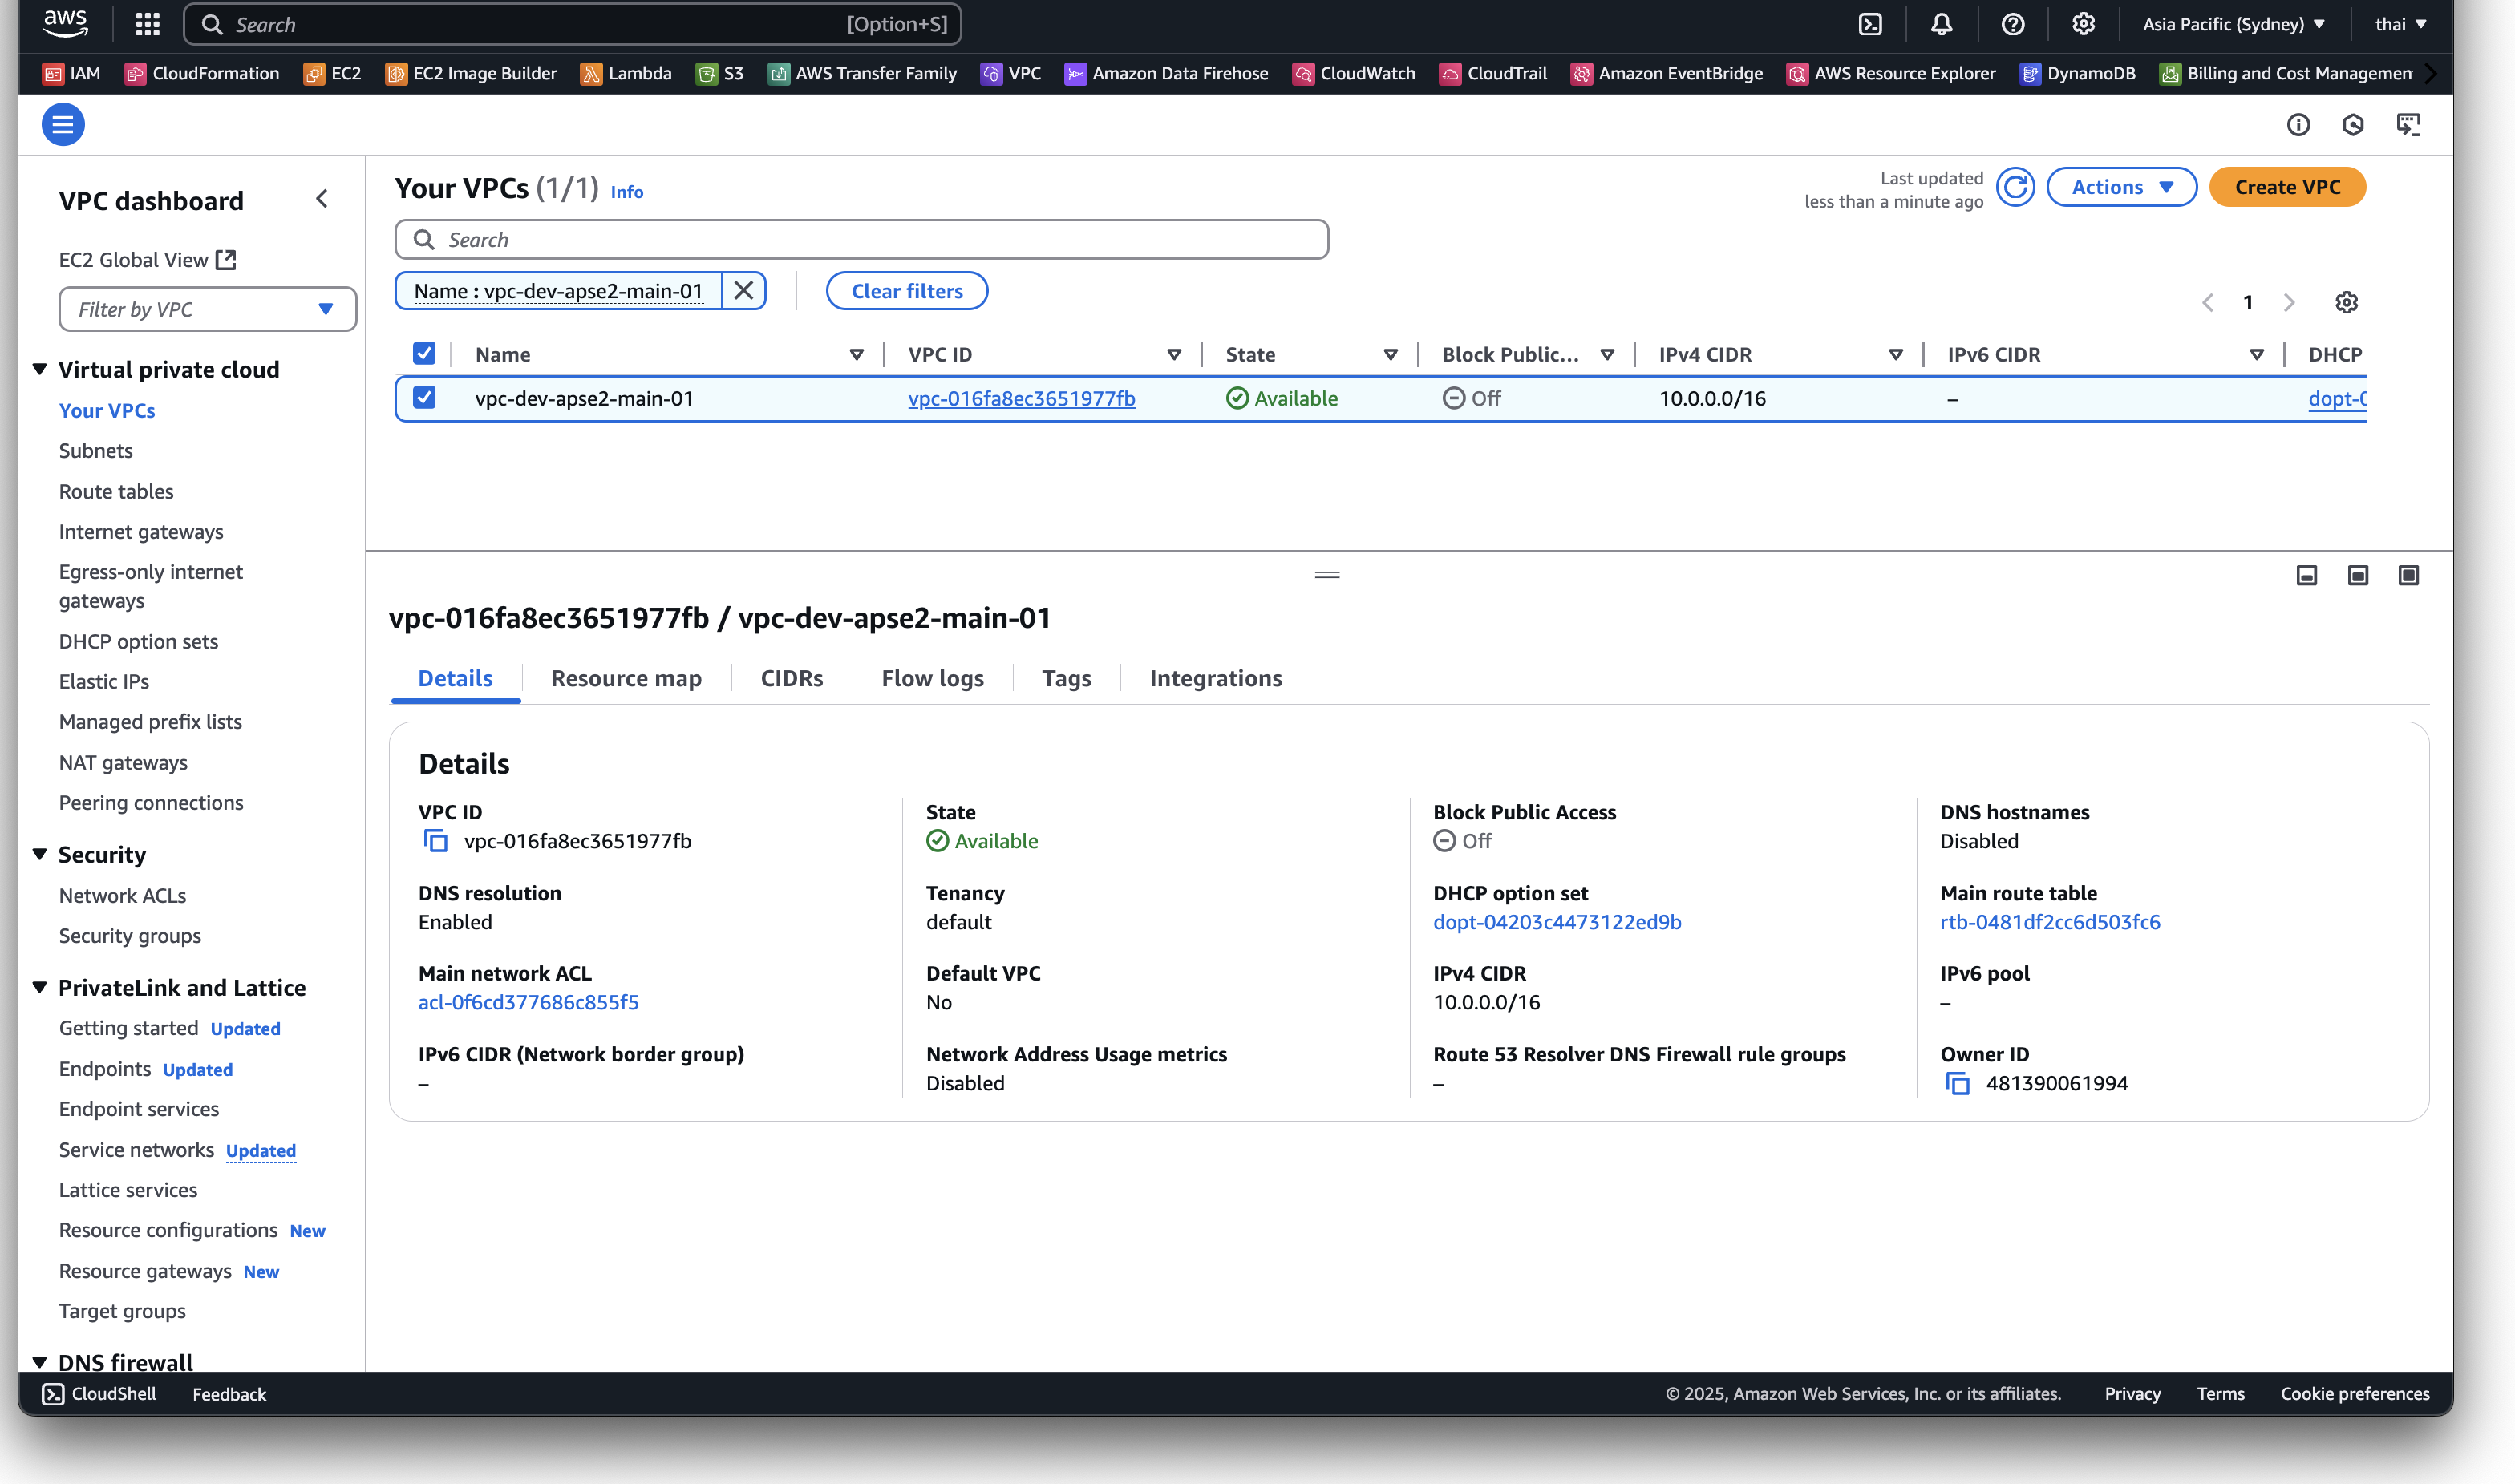 aws
Search [Option+S]
Asia Pacific (Sydney)
thai
IAM CloudFormation EC2 EC2 Image Builder Lambda S3 AWS Transfer Family VPC Amazon Data Firehose CloudWatch CloudTrail Amazon EventBridge AWS Resource Explorer DynamoDB Billing and Cost Managemen
VPC dashboard
EC2 Global View
Filter by VPC
Virtual private cloud
Your VPCs
Subnets
Route tables
Internet gateways
Egress-only internet
gateways
DHCP option sets
Elastic IPs
Managed prefix lists
NAT gateways
Peering connections
Security
Network ACLs
Security groups
PrivateLink and Lattice
Getting started Updated
Endpoints Updated
Endpoint services
Service networks Updated
Lattice services
Resource configurations New
Resource gateways New
Target groups
DNS firewall
Your VPCs (1/1) Info
Last updated
less than a minute ago
Actions
Create VPC
Search
Name : vpc-dev-apse2-main-01
Clear filters
1
Name VPC ID State Block Public... IPv4 CIDR IPv6 CIDR DHCP
vpc-dev-apse2-main-01 vpc-016fa8ec3651977fb Available Off 10.0.0.0/16 – dopt-0
vpc-016fa8ec3651977fb / vpc-dev-apse2-main-01
Details Resource map CIDRs Flow logs Tags Integrations
Details
VPC ID
vpc-016fa8ec3651977fb
State
Available
Block Public Access
Off
DNS hostnames
Disabled
DNS resolution
Enabled
Tenancy
default
DHCP option set
dopt-04203c4473122ed9b
Main route table
rtb-0481df2cc6d503fc6
Main network ACL
acl-0f6cd377686c855f5
Default VPC
No
IPv4 CIDR
10.0.0.0/16
IPv6 pool
–
IPv6 CIDR (Network border group)
–
Network Address Usage metrics
Disabled
Route 53 Resolver DNS Firewall rule groups
–
Owner ID
481390061994
CloudShell Feedback
© 2025, Amazon Web Services, Inc. or its affiliates. Privacy Terms Cookie preferences